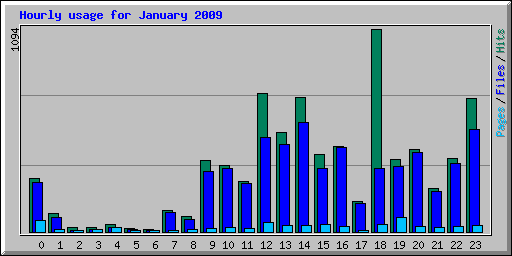 Hourly usage for January 2009
1094
Pages / Files / Hits
0 1 2 3 4 5 6 7 8 9 10 11 12 13 14 15 16 17 18 19 20 21 22 23